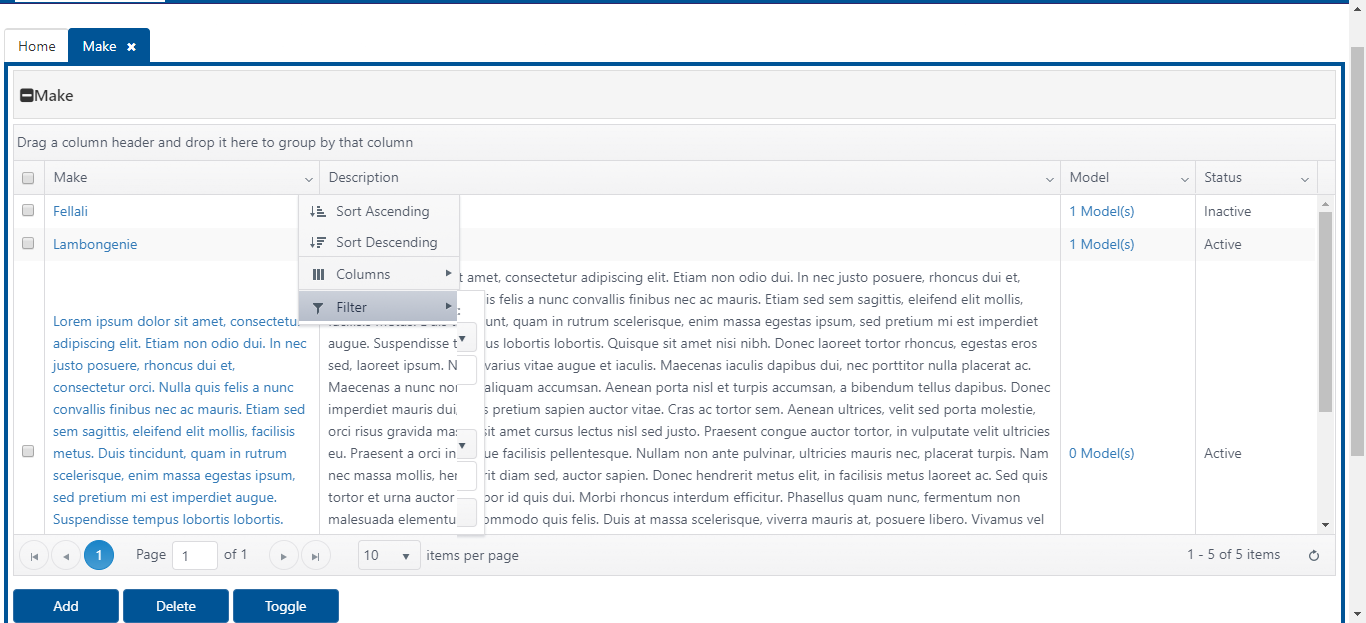 Home
Make ×
Make
Drag a column header and drop it here to group by that column
Make Description Model Status
Fellali 1 Model(s) Inactive
Lambongenie 1 Model(s) Active
Sort Ascending
Sort Descending
Columns
Filter
:
Lorem ipsum dolor sit amet, consectetu
adipiscing elit. Etiam non odio dui. In nec
justo posuere, rhoncus dui et,
consectetur orci. Nulla quis felis a nunc
convallis finibus nec ac mauris. Etiam sed
sem sagittis, eleifend elit mollis, facilisis
metus. Duis tincidunt, quam in rutrum
scelerisque, enim massa egestas ipsum,
sed pretium mi est imperdiet augue.
Suspendisse tempus lobortis lobortis.
t amet, consectetur adipiscing elit. Etiam non odio dui. In nec justo posuere, rhoncus dui et,
is felis a nunc convallis finibus nec ac mauris. Etiam sed sem sagittis, eleifend elit mollis,
unt, quam in rutrum scelerisque, enim massa egestas ipsum, sed pretium mi est imperdiet
augue. Suspendisse t us lobortis lobortis. Quisque sit amet nisi nibh. Donec laoreet tortor rhoncus, egestas eros
sed, laoreet ipsum. N varius vitae augue et iaculis. Maecenas iaculis dapibus dui, nec porttitor nulla placerat ac.
Maecenas a nunc non aliquam accumsan. Aenean porta nisl et turpis accumsan, a bibendum tellus dapibus. Donec
imperdiet mauris dui, s pretium sapien auctor vitae. Cras ac tortor sem. Aenean ultrices, velit sed porta molestie,
orci risus gravida ma sit amet cursus lectus nisl sed justo. Praesent congue auctor tortor, in vulputate velit ultricies
eu. Praesent a orci in ue facilisis pellentesque. Nullam non ante pulvinar, ultricies mauris nec, placerat turpis. Nam
nec massa mollis, her rit diam sed, auctor sapien. Donec hendrerit metus elit, in facilisis metus laoreet ac. Sed quis
tortor et urna auctor por id quis dui. Morbi rhoncus interdum efficitur. Phasellus quam nunc, fermentum non
malesuada elementu ommodo quis felis. Duis at massa scelerisque, viverra mauris at, posuere libero. Vivamus vel
0 Model(s) Active
1 Page 1 of 1 10 items per page 1 - 5 of 5 items
Add Delete Toggle